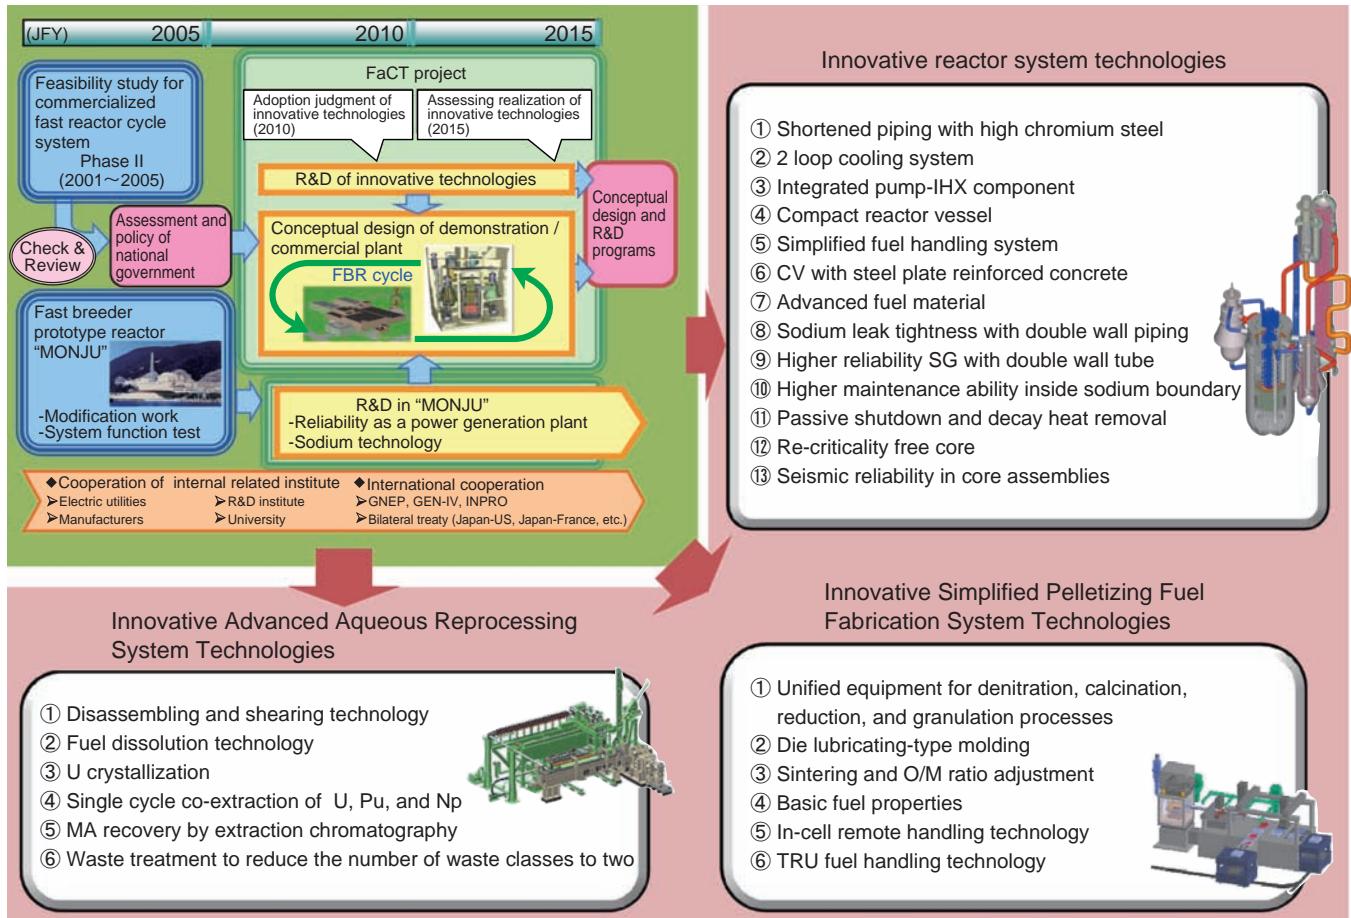 (JFY) 2005 2010 2015
Feasibility study for
commercialized
fast reactor cycle
system
Phase II
(2001～2005)
Check &
Review
Assessment and
policy of
national
government
FaCT project
Adoption judgment of
innovative technologies
(2010)
Assessing realization of
innovative technologies
(2015)
R&D of innovative technologies
Conceptual design of demonstration /
commercial plant
FBR cycle
Conceptual
design and
R&D
programs
Fast breeder
prototype reactor
“MONJU”
-Modification work
-System function test
R&D in “MONJU”
-Reliability as a power generation plant
-Sodium technology
◆Cooperation of internal related institute
➢Electric utilities
➢R&D institute
➢Manufacturers
➢University
◆International cooperation
➢GNEP, GEN-IV, INPRO
➢Bilateral treaty (Japan-US, Japan-France, etc.)
Innovative reactor system technologies
① Shortened piping with high chromium steel
② 2 loop cooling system
③ Integrated pump-IHX component
④ Compact reactor vessel
⑤ Simplified fuel handling system
⑥ CV with steel plate reinforced concrete
⑦ Advanced fuel material
⑧ Sodium leak tightness with double wall piping
⑨ Higher reliability SG with double wall tube
⑩ Higher maintenance ability inside sodium boundary
⑪ Passive shutdown and decay heat removal
⑫ Re-criticality free core
⑬ Seismic reliability in core assemblies
Innovative Advanced Aqueous Reprocessing
System Technologies
① Disassembling and shearing technology
② Fuel dissolution technology
③ U crystallization
④ Single cycle co-extraction of U, Pu, and Np
⑤ MA recovery by extraction chromatography
⑥ Waste treatment to reduce the number of waste classes to two
Innovative Simplified Pelletizing Fuel
Fabrication System Technologies
① Unified equipment for denitration, calcination,
reduction, and granulation processes
② Die lubricating-type molding
③ Sintering and O/M ratio adjustment
④ Basic fuel properties
⑤ In-cell remote handling technology
⑥ TRU fuel handling technology